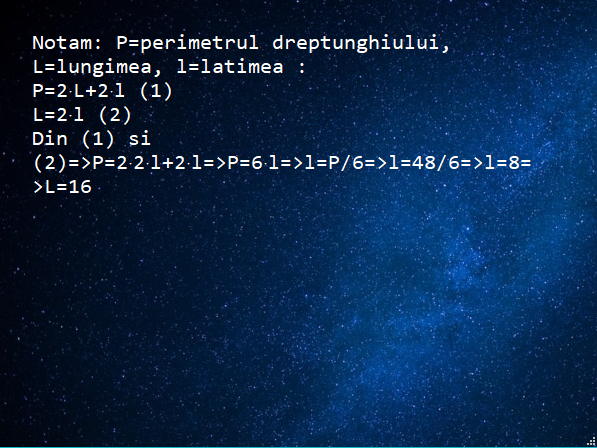 Notam: P=perimetrul dreptunghiului,
L=lungimea, l=latimea :
P=2·L+2·l (1)
L=2·l (2)
Din (1) si
(2)=>P=2·2·l+2·l=>P=6·l=>l=P/6=>l=48/6=>l=8=
>L=16